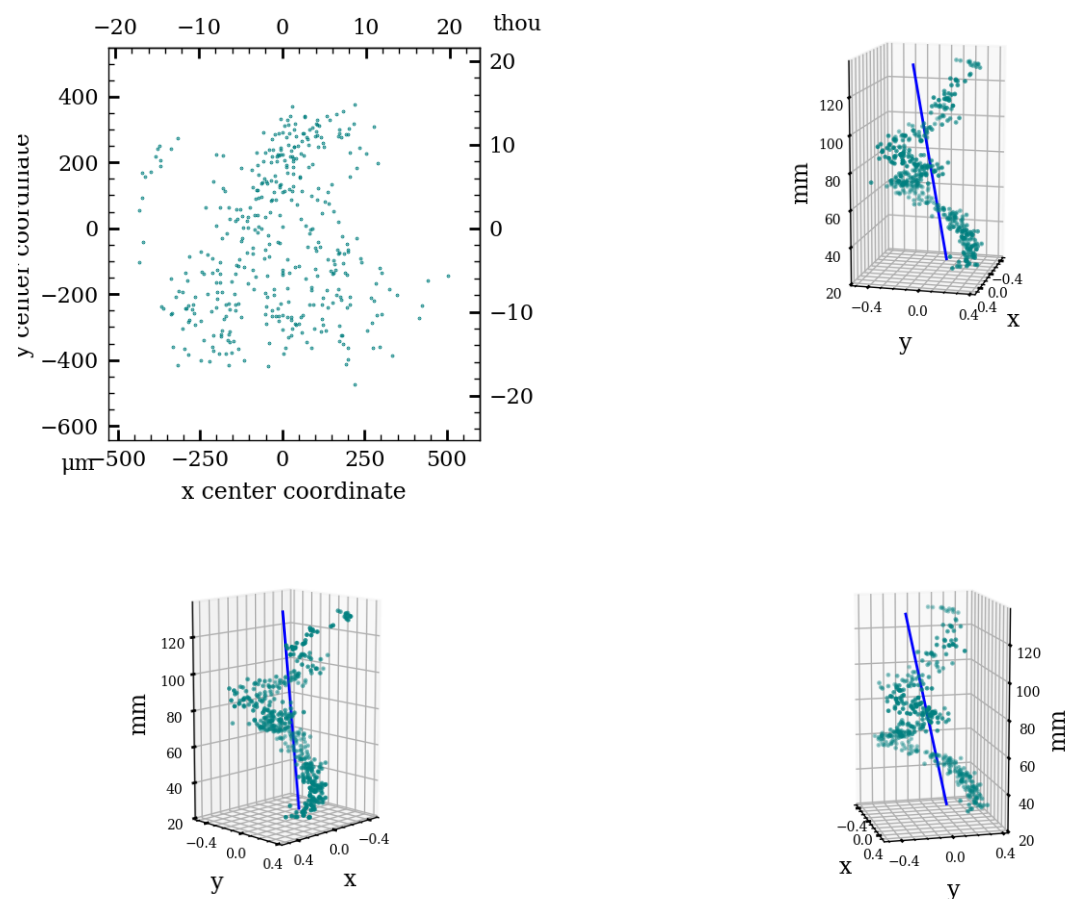 −20 −10 0 10 20 thou
400
200
0
−200
−400
−600
20
10
0
−10
−20
y center coordinate
μm
−500 −250 0 250 500
x center coordinate
120
100
80
60
40
20
mm
−0.4 0.0 0.4
y
−0.4
0.0
0.4
x
120
100
80
60
40
20
mm
−0.4 0.0 0.4
y
0.4 0.0 −0.4
x
120
100
80
60
40
20
mm
−0.4
0.0
0.4
x
−0.4 0.0 0.4
y